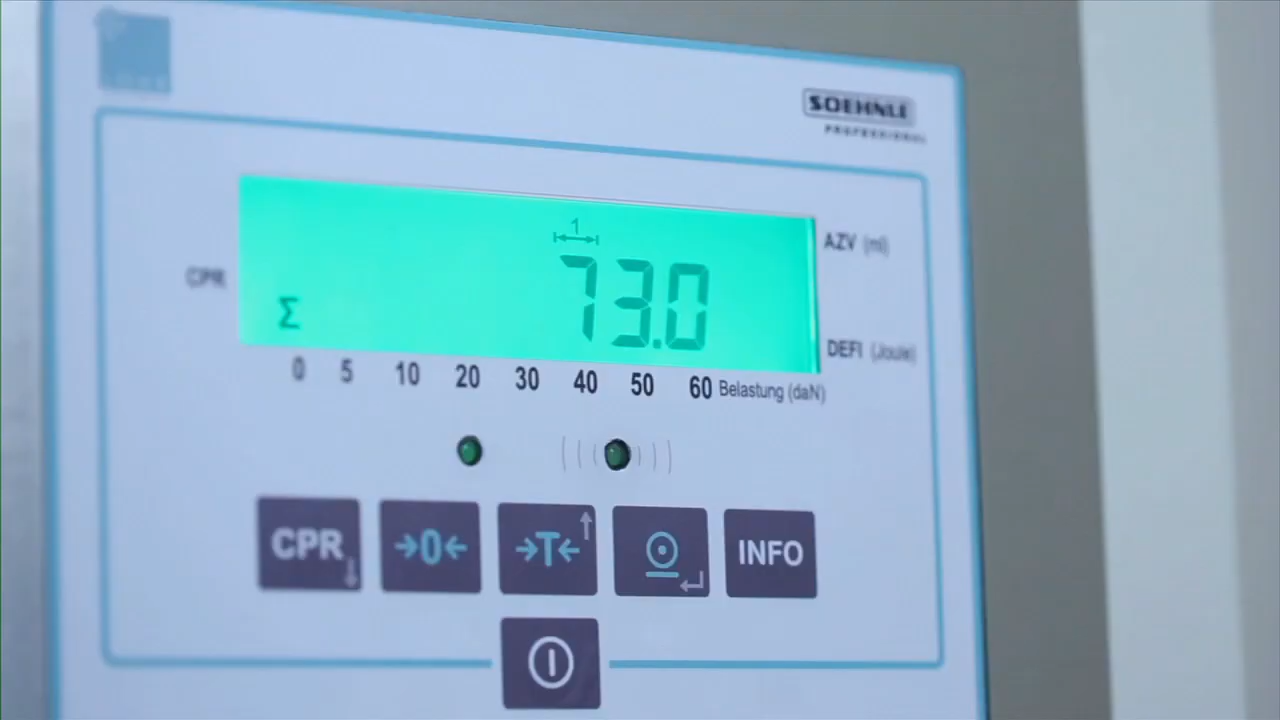 SOEHNLE
PROFESSIONAL
1
AZV (ml)
73.0
CPR
Σ
DEFI (Joule)
0 5 10 20 30 40 50 60 Belastung (daN)
CPR →0← →T← INFO